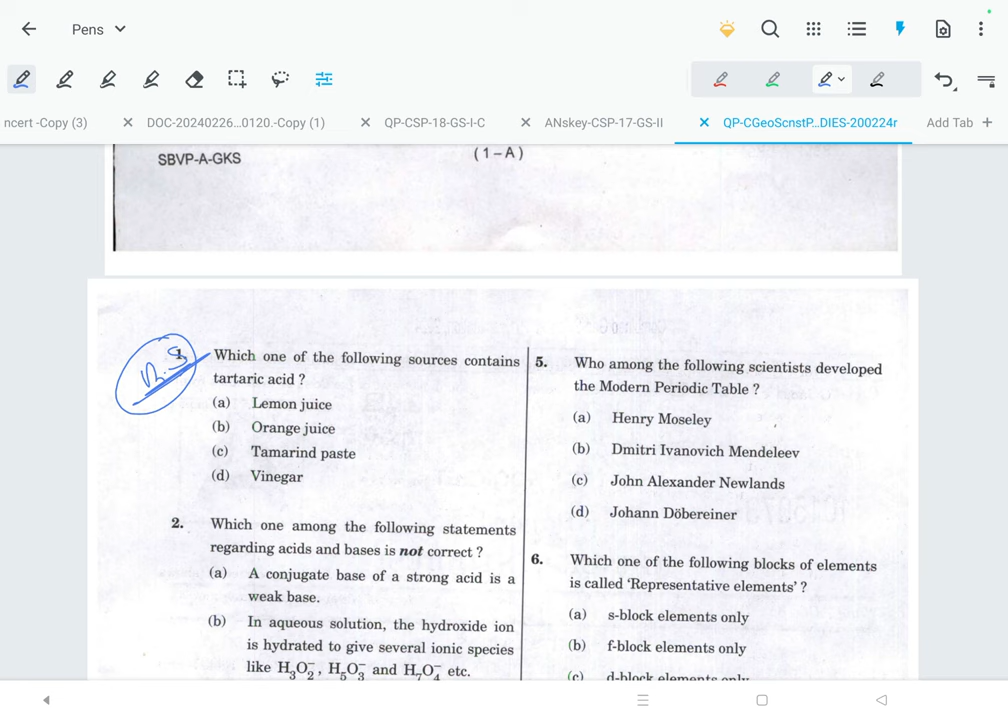 Pens
ncert -Copy (3)
DOC-20240226...0120.-Copy (1)
QP-CSP-18-GS-I-C
ANskey-CSP-17-GS-II
QP-CGeoScnstP...DIES-200224r
Add Tab +
SBVP-A-GKS
(1–A)
1.
Which one of the following sources contains
tartaric acid ?
(a) Lemon juice
(b) Orange juice
(c) Tamarind paste
(d) Vinegar
2. Which one among the following statements
regarding acids and bases is not correct ?
(a) A conjugate base of a strong acid is a
weak base.
(b) In aqueous solution, the hydroxide ion
is hydrated to give several ionic species
like H₃O₂⁻, H₅O₃⁻ and H₇O₄⁻ etc.
5. Who among the following scientists developed
the Modern Periodic Table ?
(a) Henry Moseley
(b) Dmitri Ivanovich Mendeleev
(c) John Alexander Newlands
(d) Johann Döbereiner
6. Which one of the following blocks of elements
is called ‘Representative elements’ ?
(a) s-block elements only
(b) f-block elements only
(c) d-block elements only